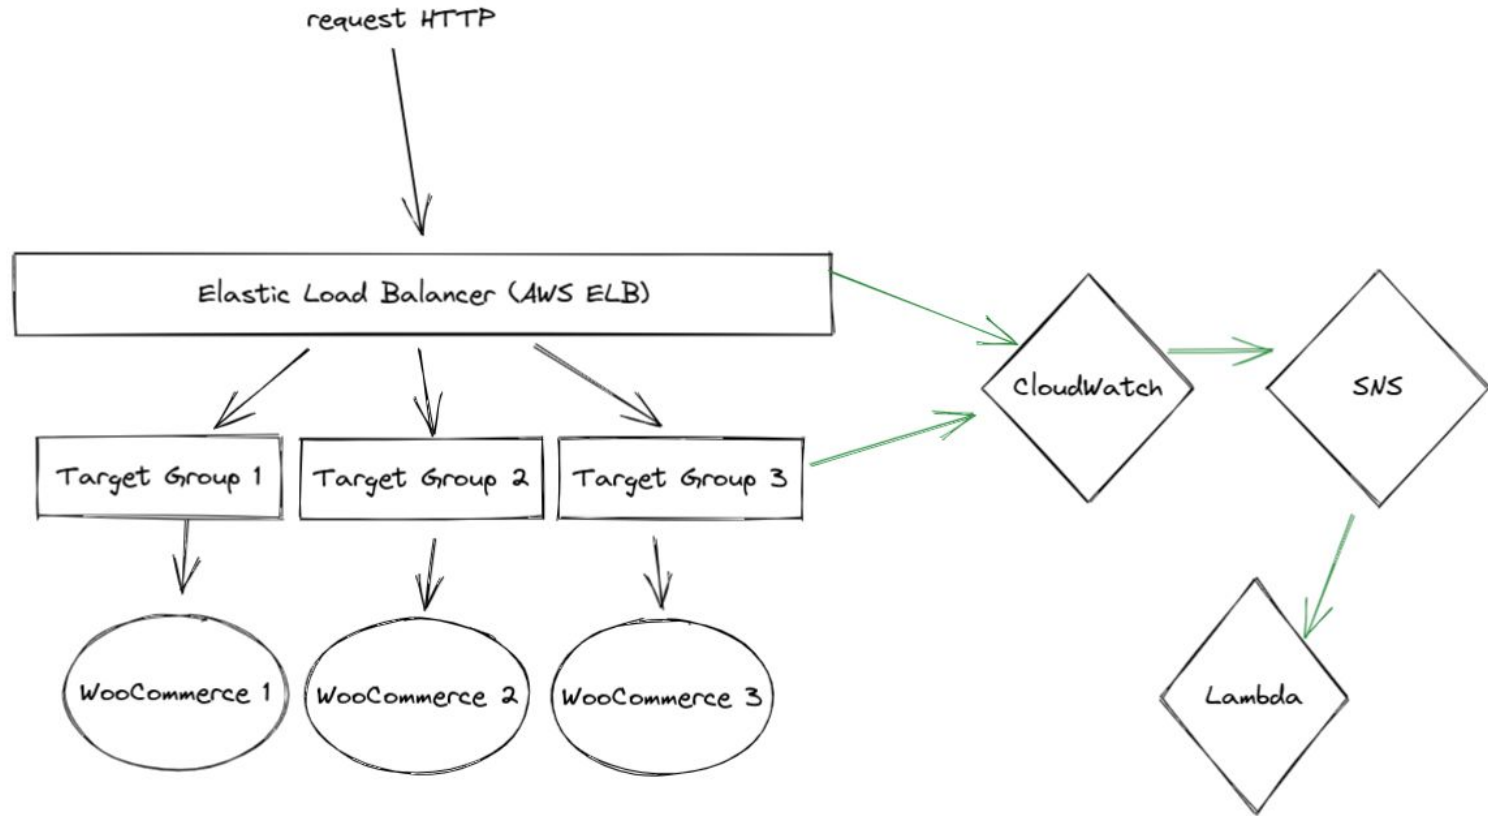 request HTTP
Elastic Load Balancer (AWS ELB)
CloudWatch
SNS
Target Group 1
Target Group 2
Target Group 3
WooCommerce 1
WooCommerce 2
WooCommerce 3
Lambda